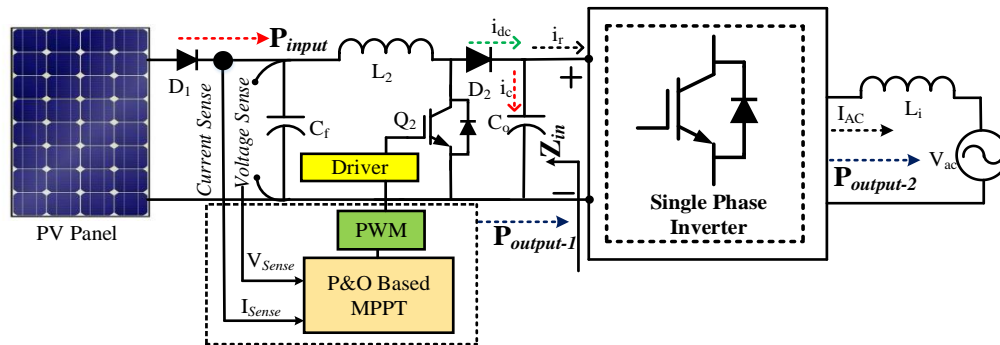 P_input
i_dc
i_r
D_1
L_2
D_2
i_c
+
Current Sense
Voltage Sense
C_f
Q_2
C_o
Z_in
I_AC
L_i
V_ac
Driver
P_output-2
−
Single Phase
Inverter
PV Panel
PWM
P_output-1
V_Sense
P&O Based
MPPT
I_Sense